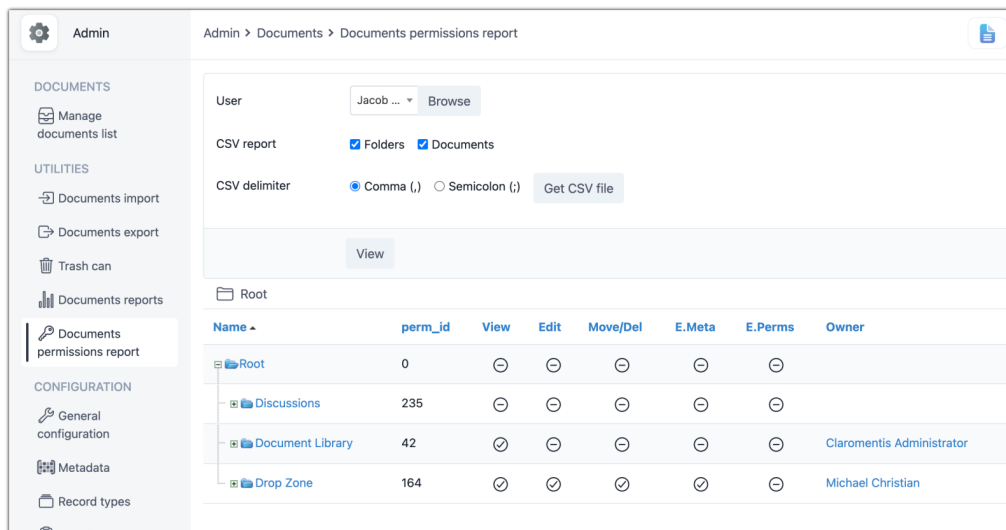 Admin
Admin > Documents > Documents permissions report
DOCUMENTS
Manage
documents list
UTILITIES
Documents import
Documents export
Trash can
Documents reports
Documents
permissions report
CONFIGURATION
General
configuration
Metadata
Record types
User Jacob ... Browse
CSV report Folders Documents
CSV delimiter Comma (,) Semicolon (;) Get CSV file
View
Root
Name perm_id View Edit Move/Del E.Meta E.Perms Owner
Root 0
Discussions 235
Document Library 42 Claromentis Administrator
Drop Zone 164 Michael Christian